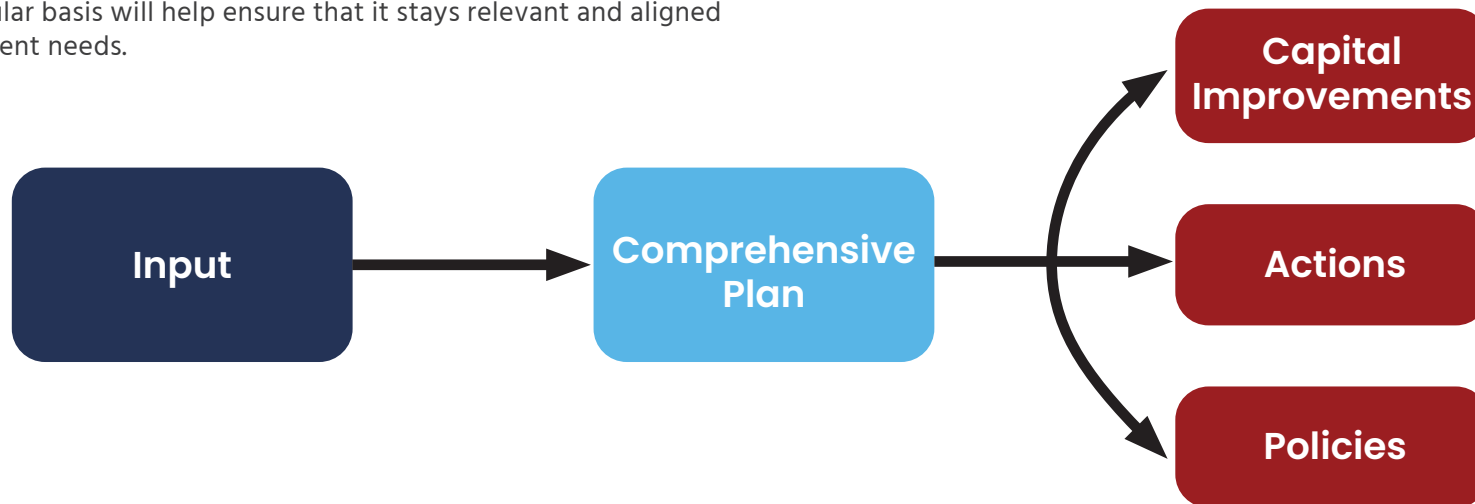 lar basis will help ensure that it stays relevant and aligned
ent needs.
Capital
Improvements
Input
Comprehensive
Plan
Actions
Policies